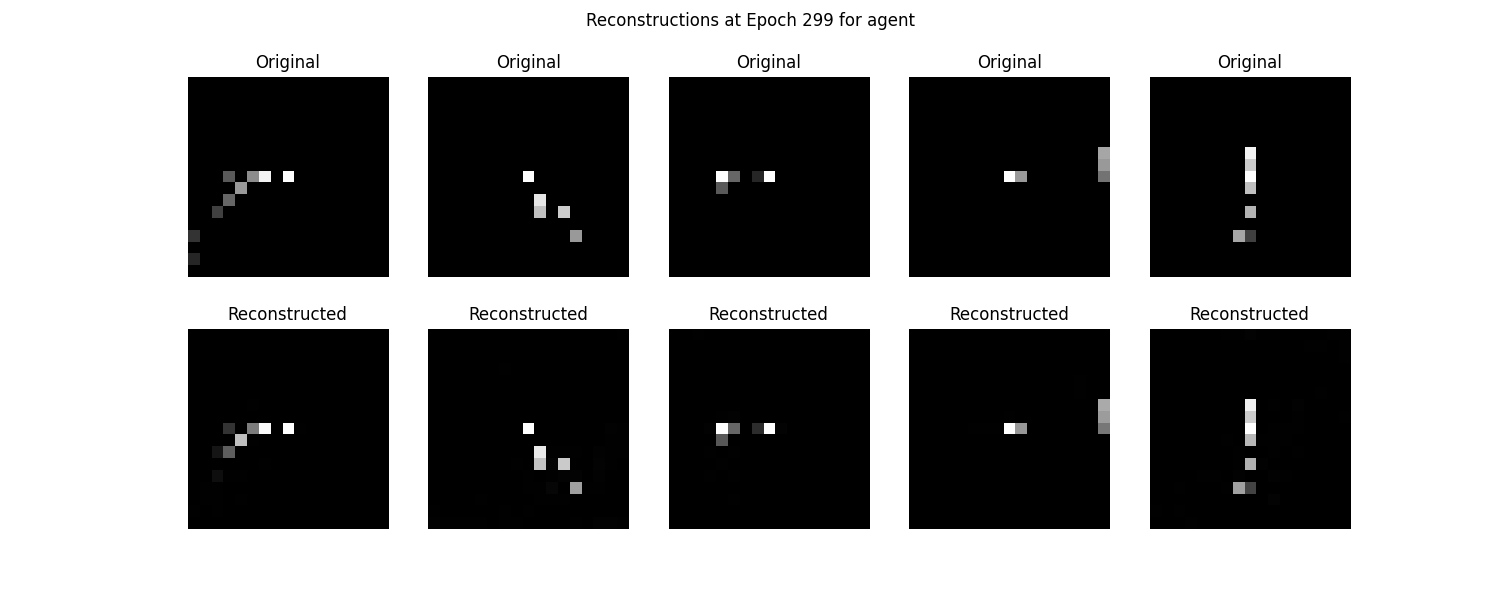 Reconstructions at Epoch 299 for agent
Original Original Original Original Original
Reconstructed Reconstructed Reconstructed Reconstructed Reconstructed